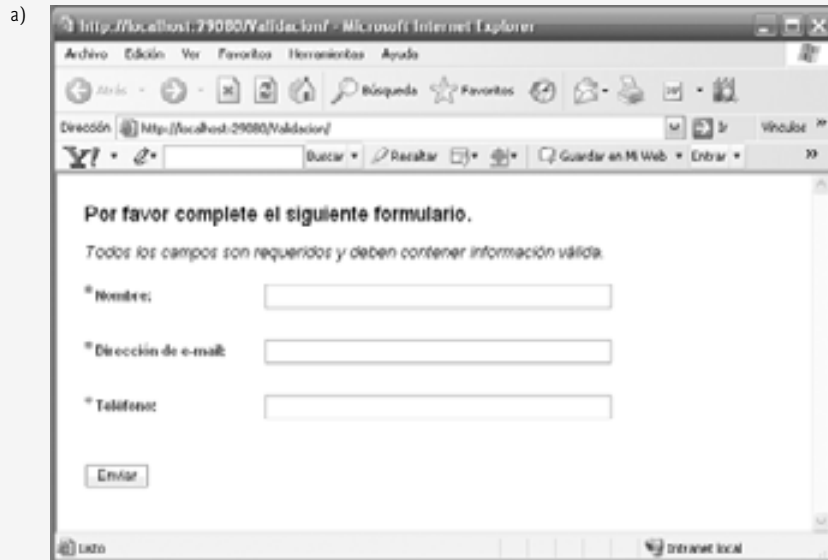 a)
http://localhost:29080/Validacion/ - Microsoft Internet Explorer
Archivo Edición Ver Favoritos Herramientas Ayuda
Atrás Búsqueda Favoritos
Dirección http://localhost:29080/Validacion/ Ir Vínculos »
Y! Buscar Resaltar Guardar en Mi Web Entrar »
Por favor complete el siguiente formulario.
Todos los campos son requeridos y deben contener información válida.
*Nombre:
*Dirección de e-mail:
*Teléfono:
Enviar
Listo Intranet local